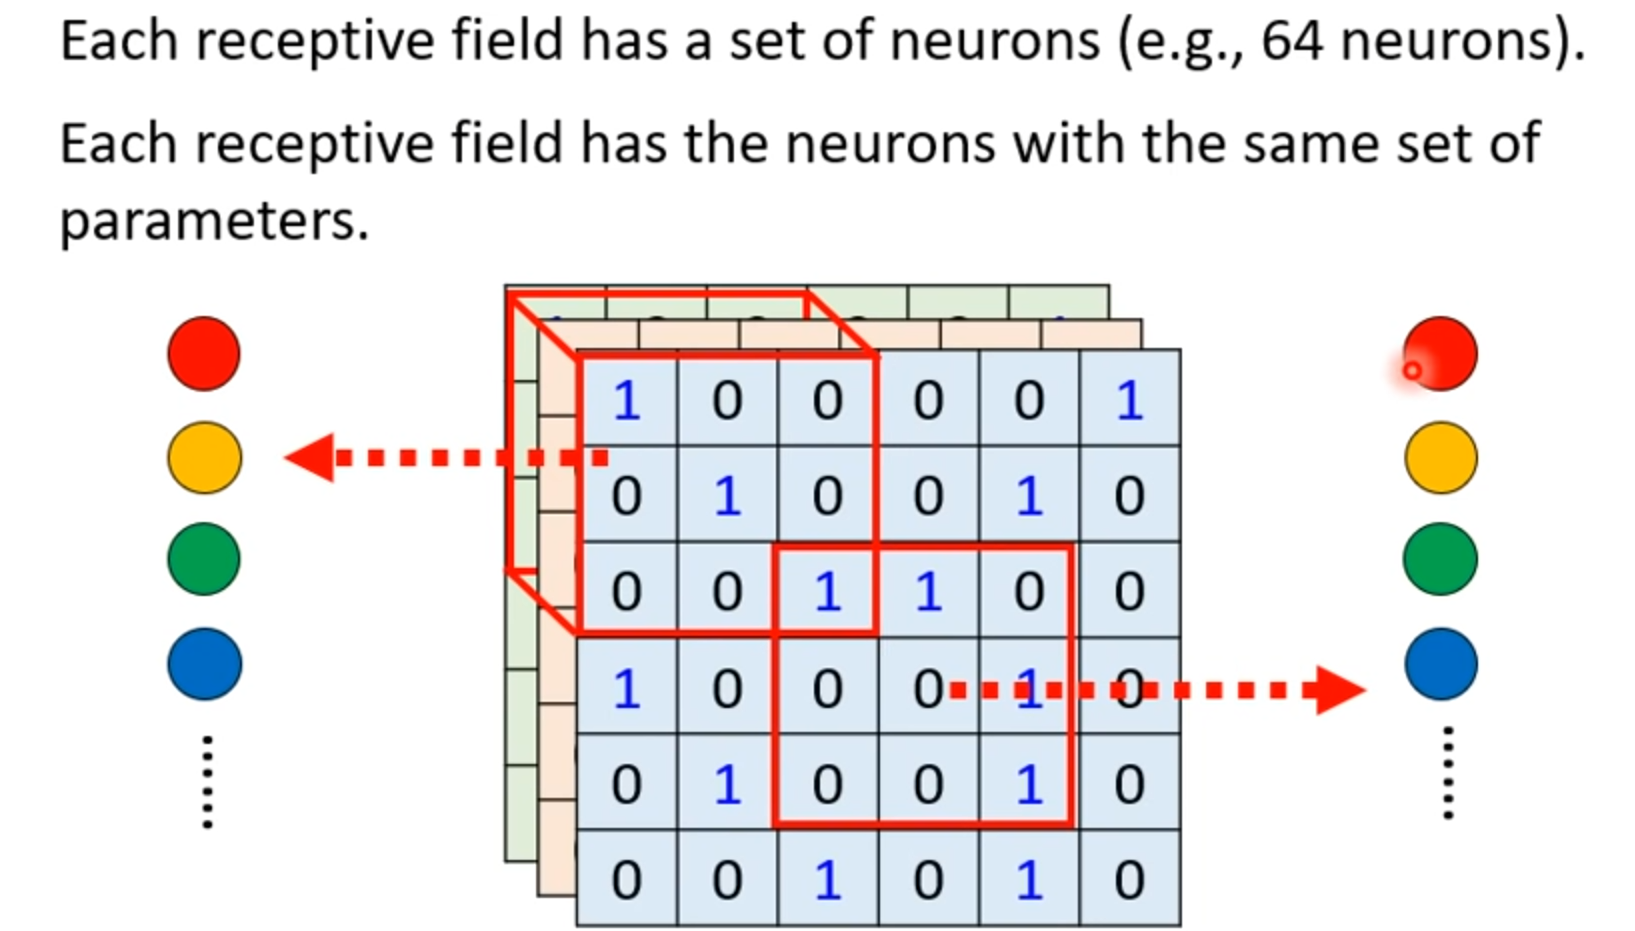 Each receptive field has a set of neurons (e.g., 64 neurons).
Each receptive field has the neurons with the same set of
parameters.
1 0 0 0 0 1
0 1 0 0 1 0
0 0 1 1 0 0
1 0 0 0 1 0
0 1 0 0 1 0
0 0 1 0 1 0